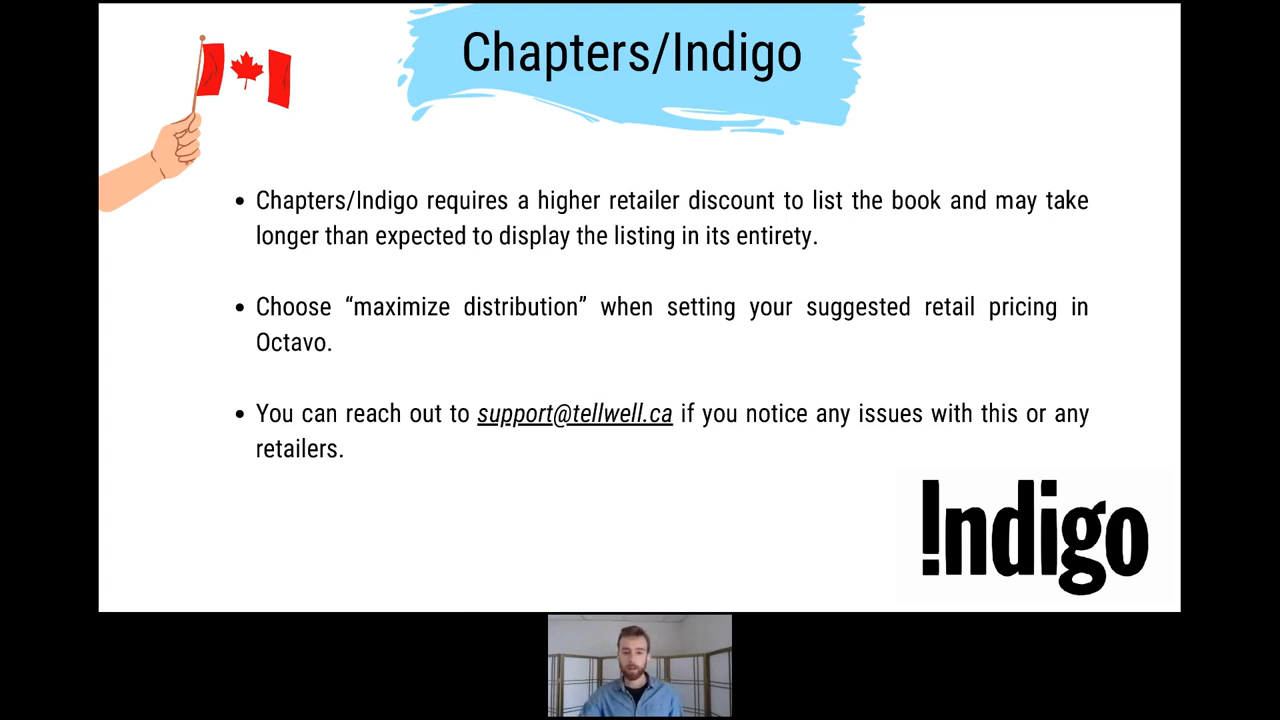 Chapters/Indigo
• Chapters/Indigo requires a higher retailer discount to list the book and may take
longer than expected to display the listing in its entirety.
• Choose “maximize distribution” when setting your suggested retail pricing in
Octavo.
• You can reach out to support@tellwell.ca if you notice any issues with this or any
retailers.
!ndigo